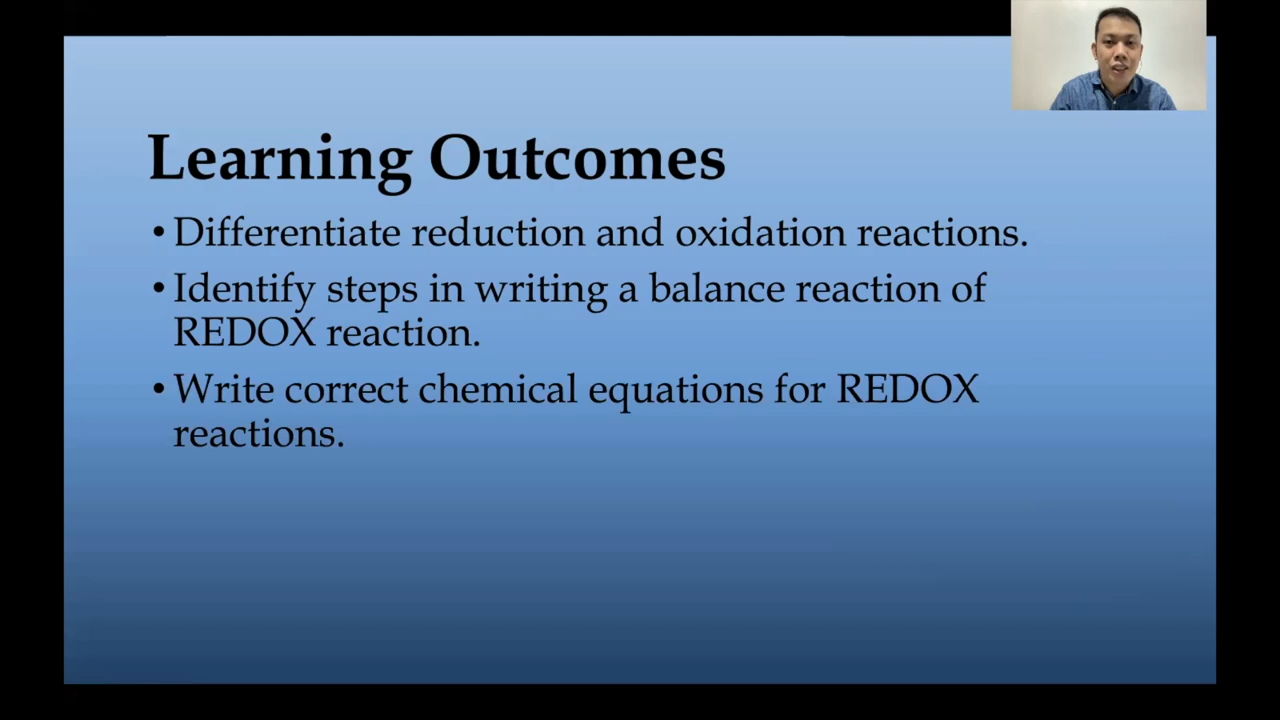 Learning Outcomes
• Differentiate reduction and oxidation reactions.
• Identify steps in writing a balance reaction of
REDOX reaction.
• Write correct chemical equations for REDOX
reactions.